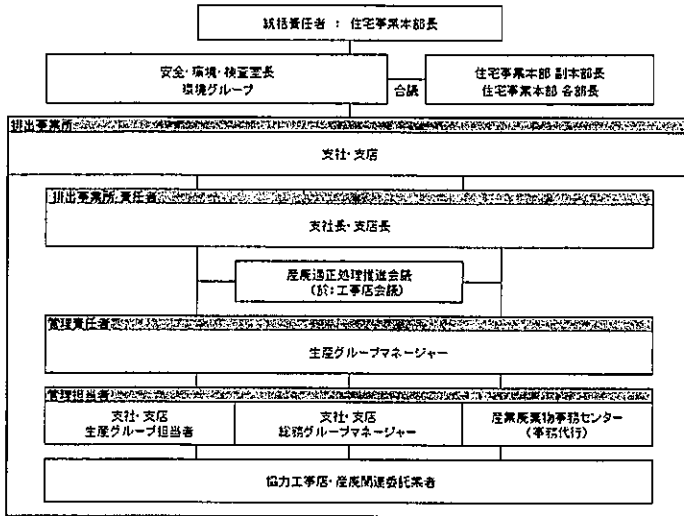 統括責任者 : 住宅事業本部長
安全・環境・検査室長
環境グループ
合議
住宅事業本部 副本部長
住宅事業本部 各部長
排出事業所
支社・支店
排出事業所 責任者
支社長・支店長
産廃適正処理推進会議
(於:工事店会議)
管理責任者
生産グループマネージャー
管理担当者
支社・支店
生産グループ担当者
支社・支店
総務グループマネージャー
産業廃棄物事務センター
(事務代行)
協力工事店・産廃関連委託業者